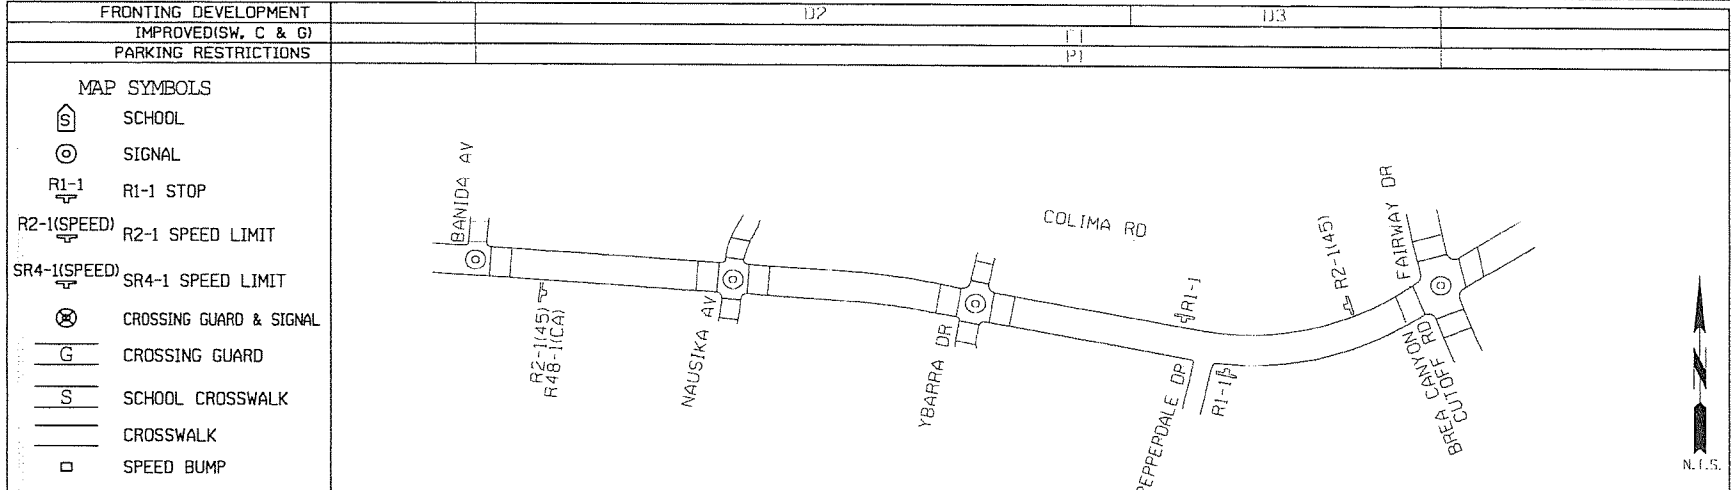 FRONTING DEVELOPMENT
D2
D3
IMPROVED(SW, C & G)
PARKING RESTRICTIONS
P1
MAP SYMBOLS
S SCHOOL
SIGNAL
R1-1 R1-1 STOP
R2-1(SPEED) R2-1 SPEED LIMIT
SR4-1(SPEED) SR4-1 SPEED LIMIT
CROSSING GUARD & SIGNAL
G CROSSING GUARD
S SCHOOL CROSSWALK
CROSSWALK
SPEED BUMP
BANIDA AV
R2-1(45)
R48-1(CA)
NAUSIKA AV
YBARRA DR
COLIMA RD
R1-1
PEPPERDALE DR
R1-1
R2-1(45)
FAIRWAY DR
BREA CANYON
CUTOFF RD
N
N.T.S.